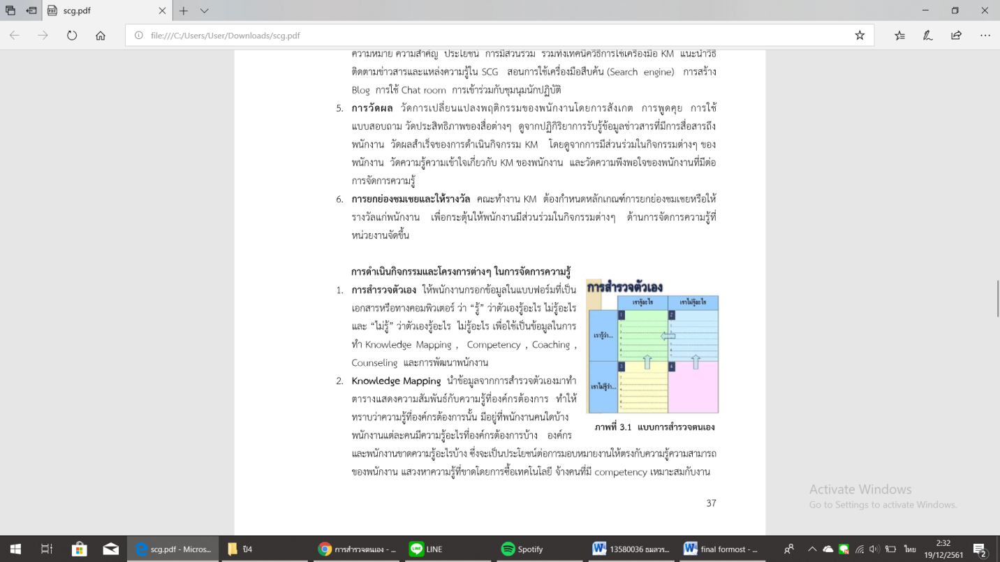 scg.pdf
file:///C:/Users/User/Downloads/scg.pdf
ความหมาย ความสำคัญ ประโยชน์ การมีส่วนร่วม รวมทั้งเทคนิควิธีการใช้เครื่องมือ KM แนะนำวิธี
ติดตามข่าวสารและแหล่งความรู้ใน SCG สอนการใช้เครื่องมือสืบค้น (Search engine) การสร้าง
Blog การใช้ Chat room การเข้าร่วมกับชุมนุมนักปฏิบัติ
5. การวัดผล วัดการเปลี่ยนแปลงพฤติกรรมของพนักงานโดยการสังเกต การพูดคุย การใช้
แบบสอบถาม วัดประสิทธิภาพของสื่อต่างๆ ดูจากปฏิกิริยาการรับรู้ข้อมูลข่าวสารที่มีการสื่อสารถึง
พนักงาน วัดผลสำเร็จของการดำเนินกิจกรรม KM โดยดูจากการมีส่วนร่วมในกิจกรรมต่างๆ ของ
พนักงาน วัดความรู้ความเข้าใจเกี่ยวกับ KM ของพนักงาน และวัดความพึงพอใจของพนักงานที่มีต่อ
การจัดการความรู้
6. การยกย่องชมเชยและให้รางวัล คณะทำงาน KM ต้องกำหนดหลักเกณฑ์การยกย่องชมเชยหรือให้
รางวัลแก่พนักงาน เพื่อกระตุ้นให้พนักงานมีส่วนร่วมในกิจกรรมต่างๆ ด้านการจัดการความรู้ที่
หน่วยงานจัดขึ้น
การดำเนินกิจกรรมและโครงการต่างๆ ในการจัดการความรู้
1. การสำรวจตัวเอง ให้พนักงานกรอกข้อมูลในแบบฟอร์มที่เป็น
เอกสารหรือทางคอมพิวเตอร์ ว่า “รู้” ว่าตัวเองรู้อะไร ไม่รู้อะไร
และ “ไม่รู้” ว่าตัวเองรู้อะไร ไม่รู้อะไร เพื่อใช้เป็นข้อมูลในการ
ทำ Knowledge Mapping , Competency , Coaching ,
Counseling และการพัฒนาพนักงาน
2. Knowledge Mapping นำข้อมูลจากการสำรวจตัวเองมาทำ
ตารางแสดงความสัมพันธ์กับความรู้ที่องค์กรต้องการ ทำให้
ทราบว่าความรู้ที่องค์กรต้องการนั้น มีอยู่ที่พนักงานคนใดบ้าง
พนักงานแต่ละคนมีความรู้อะไรที่องค์กรต้องการบ้าง องค์กร
และพนักงานขาดความรู้อะไรบ้าง ซึ่งจะเป็นประโยชน์ต่อการมอบหมายงานให้ตรงกับความรู้ความสามารถ
ของพนักงาน แสวงหาความรู้ที่ขาดโดยการซื้อเทคโนโลยี จ้างคนที่มี competency เหมาะสมกับงาน
การสำรวจตัวเอง
เรารู้อะไร เราไม่รู้อะไร
1 2
เรารู้ว่า...
3 4
เราไม่รู้ว่า...
ภาพที่ 3.1 แบบการสำรวจตนเอง
37
Activate Windows
Go to Settings to activate Windows.
scg.pdf - Micros...
ปี4
การสำรวจตนเอง - ...
LINE
Spotify
13580036 ธมลวร...
final formost - ...
ไทย
2:32
19/12/2561
2